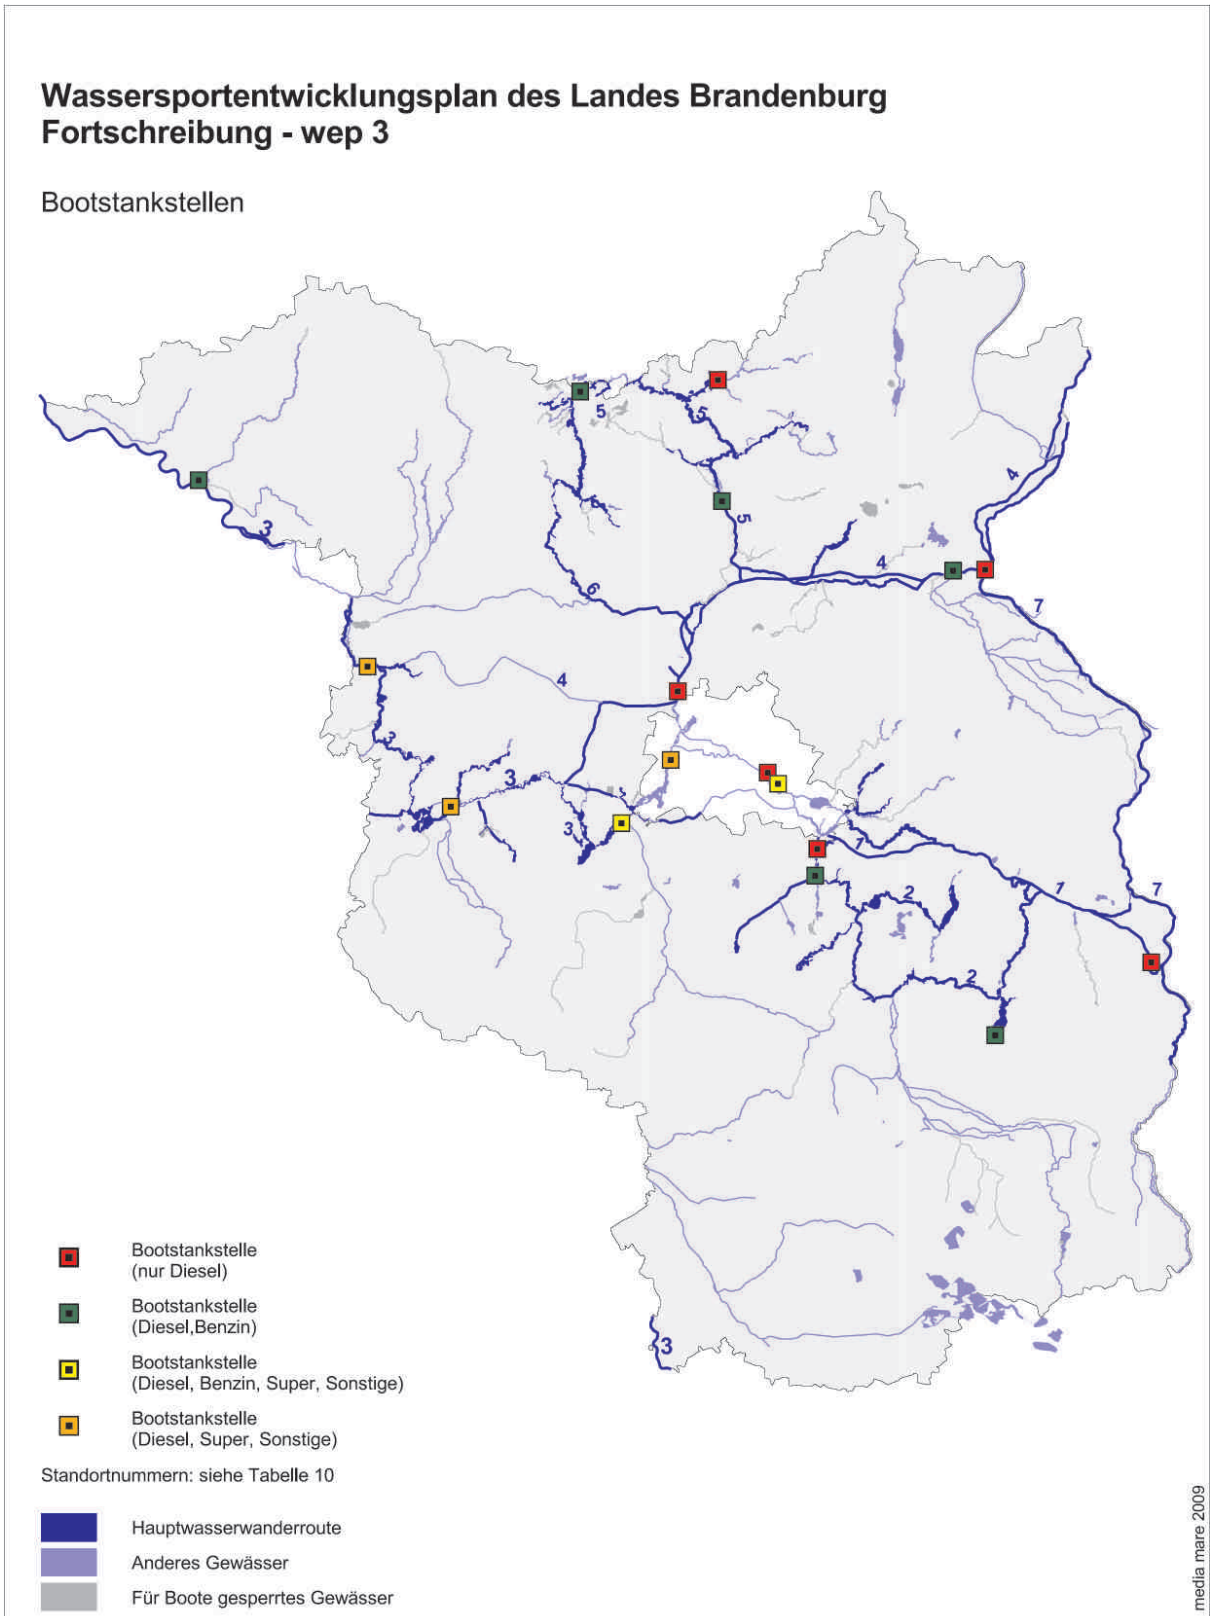 Wassersportentwicklungsplan des Landes Brandenburg
Fortschreibung - wep 3
Bootstankstellen
5
5
4
3
5
4
6
6
7
4
3
3
3
1
2
1
7
2
3
Bootstankstelle
(nur Diesel)
Bootstankstelle
(Diesel,Benzin)
Bootstankstelle
(Diesel, Benzin, Super, Sonstige)
Bootstankstelle
(Diesel, Super, Sonstige)
Standortnummern: siehe Tabelle 10
Hauptwasserwanderroute
Anderes Gewässer
Für Boote gesperrtes Gewässer
media mare 2009